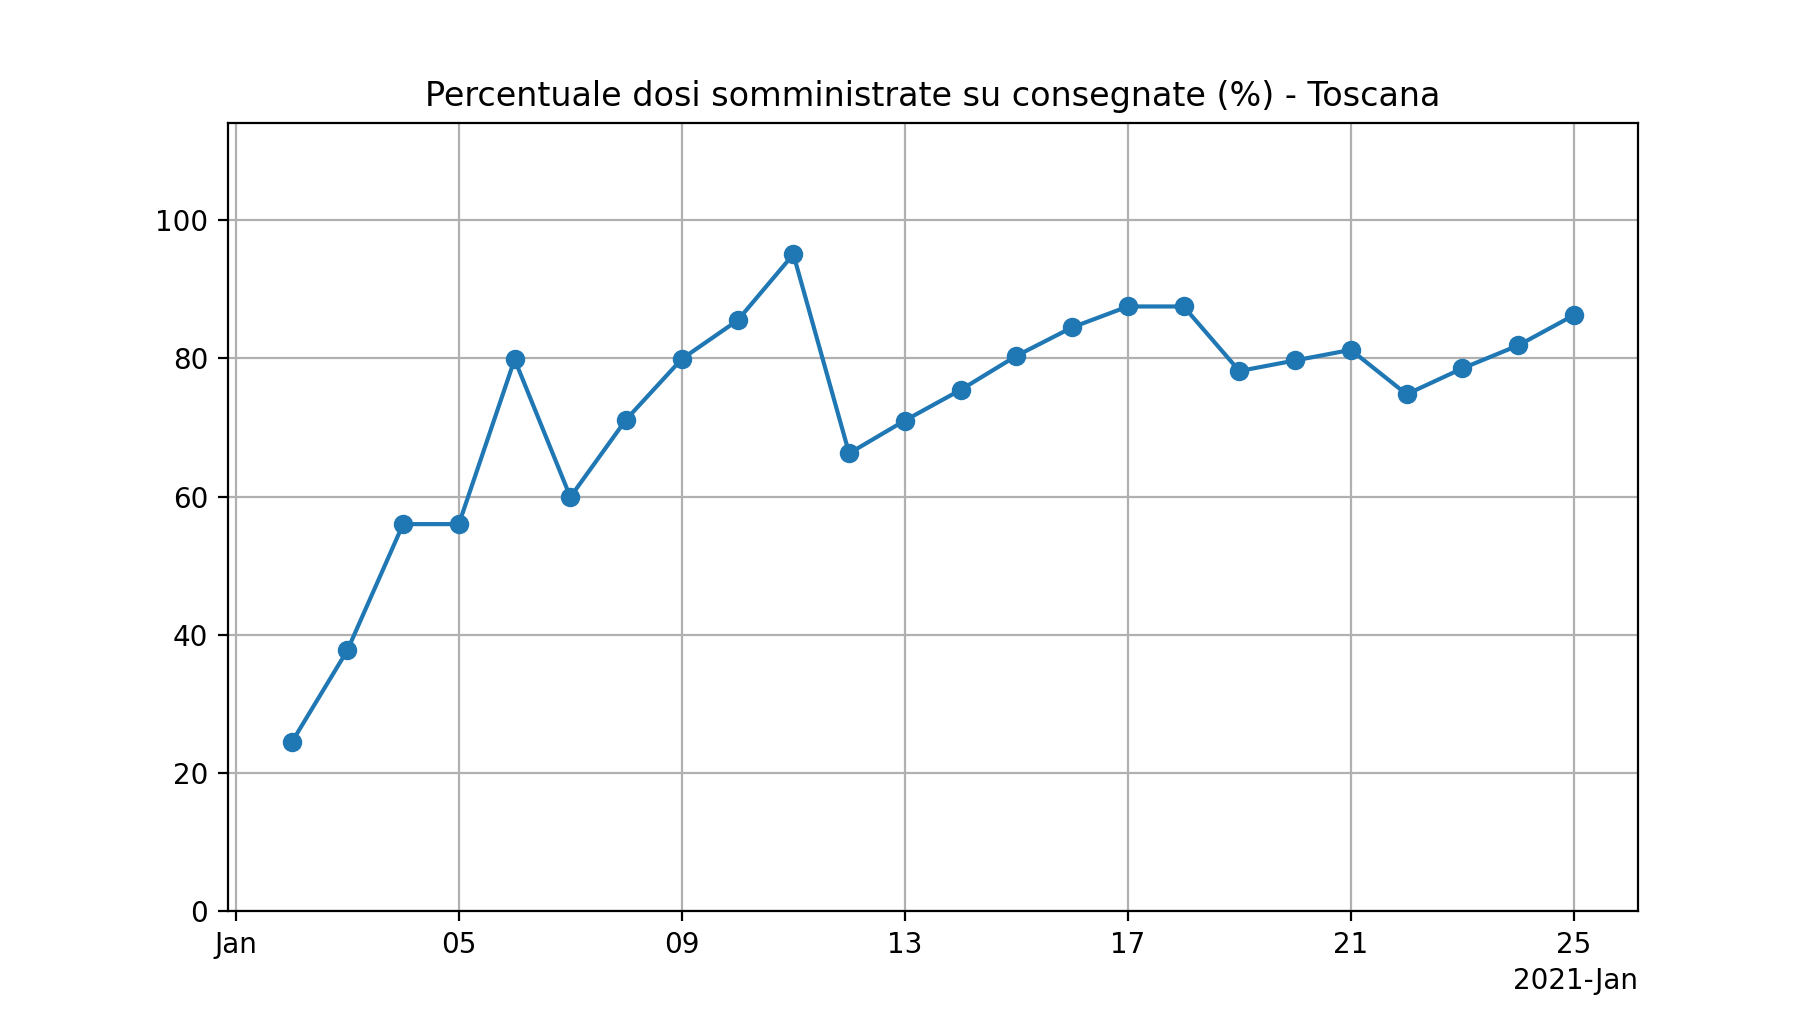 Percentuale dosi somministrate su consegnate (%) - Toscana
100
80
60
40
20
0
Jan 05 09 13 17 21 25
2021-Jan